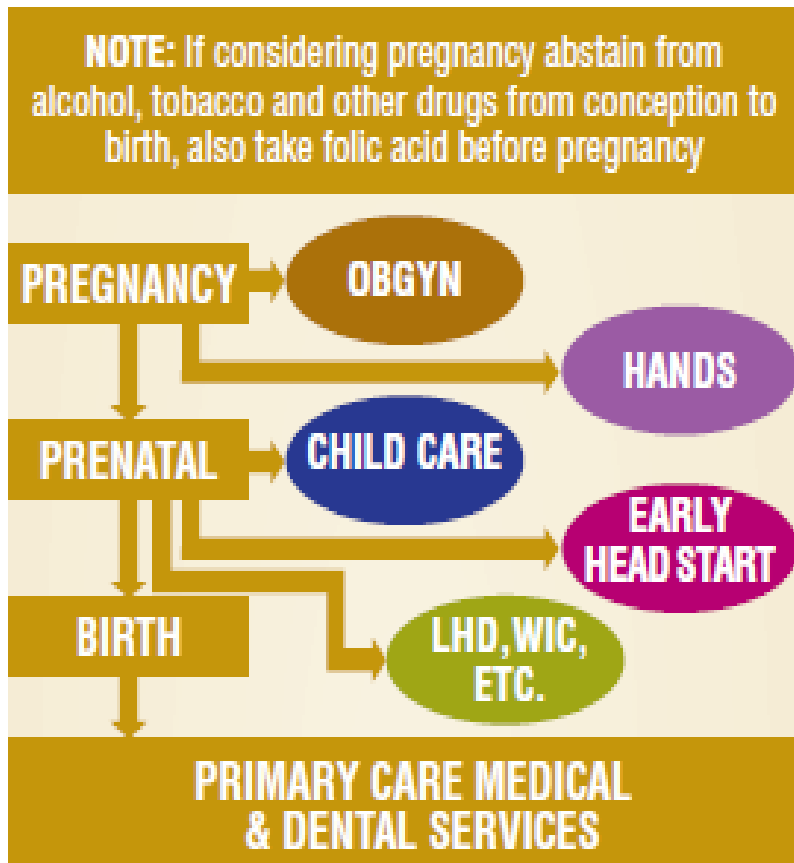 NOTE: If considering pregnancy abstain from
alcohol, tobacco and other drugs from conception to
birth, also take folic acid before pregnancy
PREGNANCY
OBGYN
HANDS
PRENATAL
CHILD CARE
EARLY
HEAD START
BIRTH
LHD, WIC,
ETC.
PRIMARY CARE MEDICAL
& DENTAL SERVICES